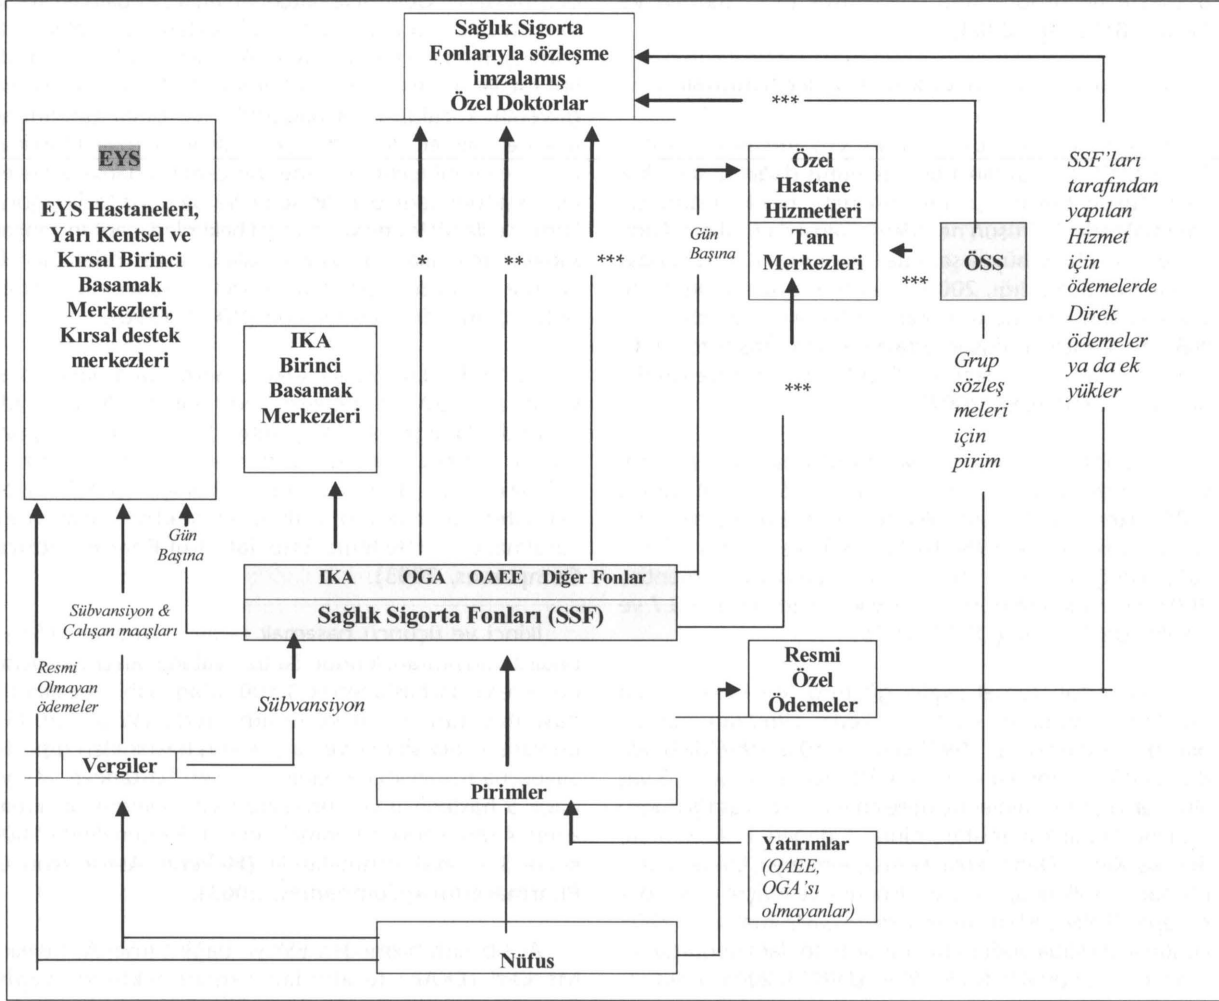 Sağlık Sigorta
Fonlarıyla sözleşme
imzalamış
Özel Doktorlar
***
EYS
EYS Hastaneleri,
Yarı Kentsel ve
Kırsal Birinci
Basamak
Merkezleri,
Kırsal destek
merkezleri
*
**
***
Gün
Başına
Özel
Hastane
Hizmetleri
Tanı
Merkezleri
***
ÖSS
SSF'ları
tarafından
yapılan
Hizmet
için
ödemelerde
Direk
ödemeler
ya da ek
yükler
IKA
Birinci
Basamak
Merkezleri
***
Grup
sözleş
meleri
için
pirim
Gün
Başına
IKA OGA OAEE Diğer Fonlar
Sağlık Sigorta Fonları (SSF)
Sübvansiyon &
Çalışan maaşları
Resmi
Olmayan
ödemeler
Sübvansiyon
Resmi
Özel
Ödemeler
Vergiler
Pirimler
Yatırımlar
(OAEE,
OGA'sı
olmayanlar)
Nüfus